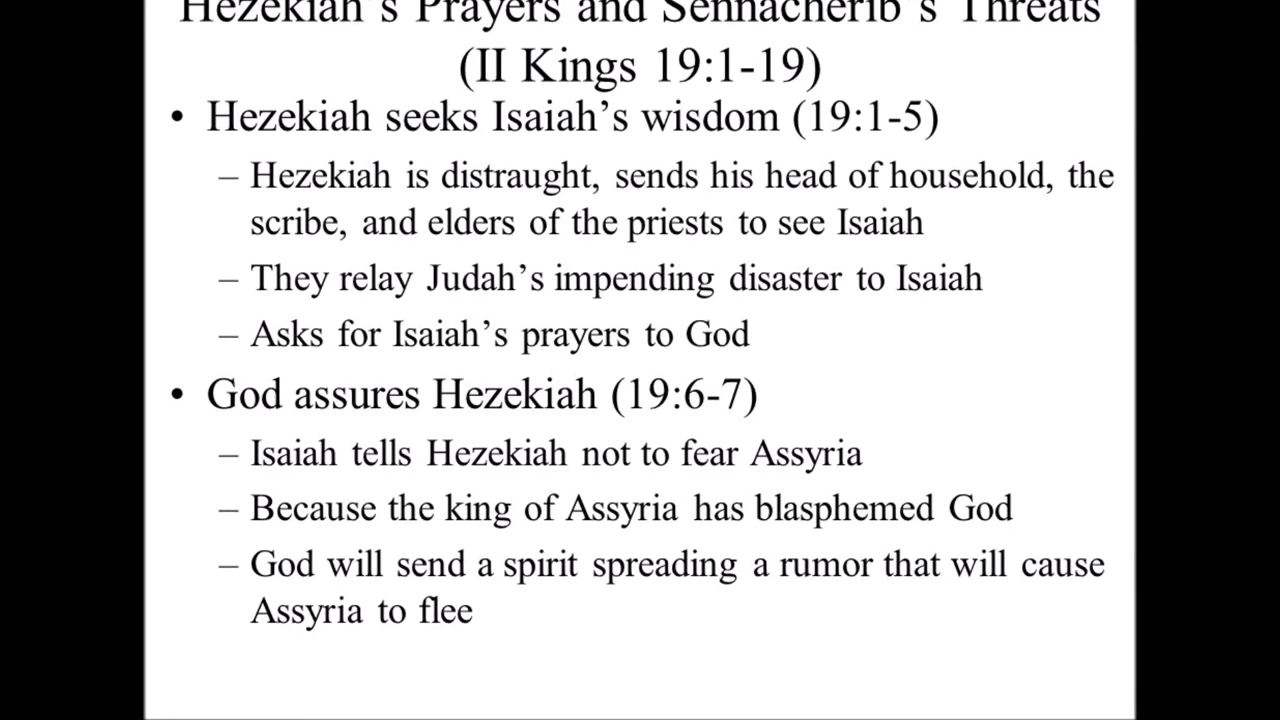 Hezekiah's Prayers and Sennacherib's Threats
(II Kings 19:1-19)
• Hezekiah seeks Isaiah's wisdom (19:1-5)
– Hezekiah is distraught, sends his head of household, the
scribe, and elders of the priests to see Isaiah
– They relay Judah's impending disaster to Isaiah
– Asks for Isaiah's prayers to God
• God assures Hezekiah (19:6-7)
– Isaiah tells Hezekiah not to fear Assyria
– Because the king of Assyria has blasphemed God
– God will send a spirit spreading a rumor that will cause
Assyria to flee